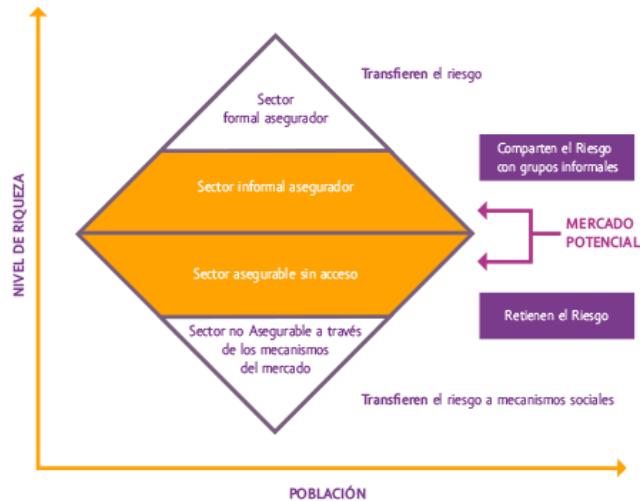 Transfieren el riesgo
Sector
formal asegurador
Comparten el Riesgo
con grupos informales
Sector informal asegurador
MERCADO
POTENCIAL
Sector asegurable sin acceso
Retienen el Riesgo
Sector no Asegurable a través
de los mecanismos
del mercado
Transfieren el riesgo a mecanismos sociales
NIVEL DE RIQUEZA
POBLACIÓN